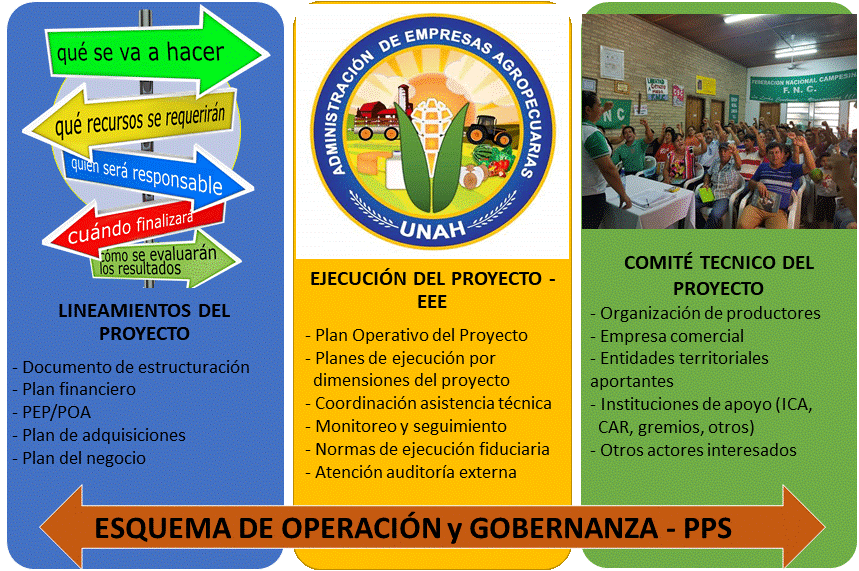 qué se va a hacer
qué recursos se requerirán
quién será responsable
cuándo finalizará
cómo se evaluarán
los resultados
LINEAMIENTOS DEL
PROYECTO
- Documento de estructuración
- Plan financiero
- PEP/POA
- Plan de adquisiciones
- Plan del negocio
ADMINISTRACIÓN DE EMPRESAS AGROPECUARIAS
UNAH
EJECUCIÓN DEL PROYECTO -
EEE
- Plan Operativo del Proyecto
- Planes de ejecución por
dimensiones del proyecto
- Coordinación asistencia técnica
- Monitoreo y seguimiento
- Normas de ejecución fiduciaria
- Atención auditoría externa
FEDERACION NACIONAL CAMPESIN
F.N.C.
COMITÉ TECNICO DEL
PROYECTO
- Organización de productores
- Empresa comercial
- Entidades territoriales
aportantes
- Instituciones de apoyo (ICA,
CAR, gremios, otros)
- Otros actores interesados
ESQUEMA DE OPERACIÓN y GOBERNANZA - PPS